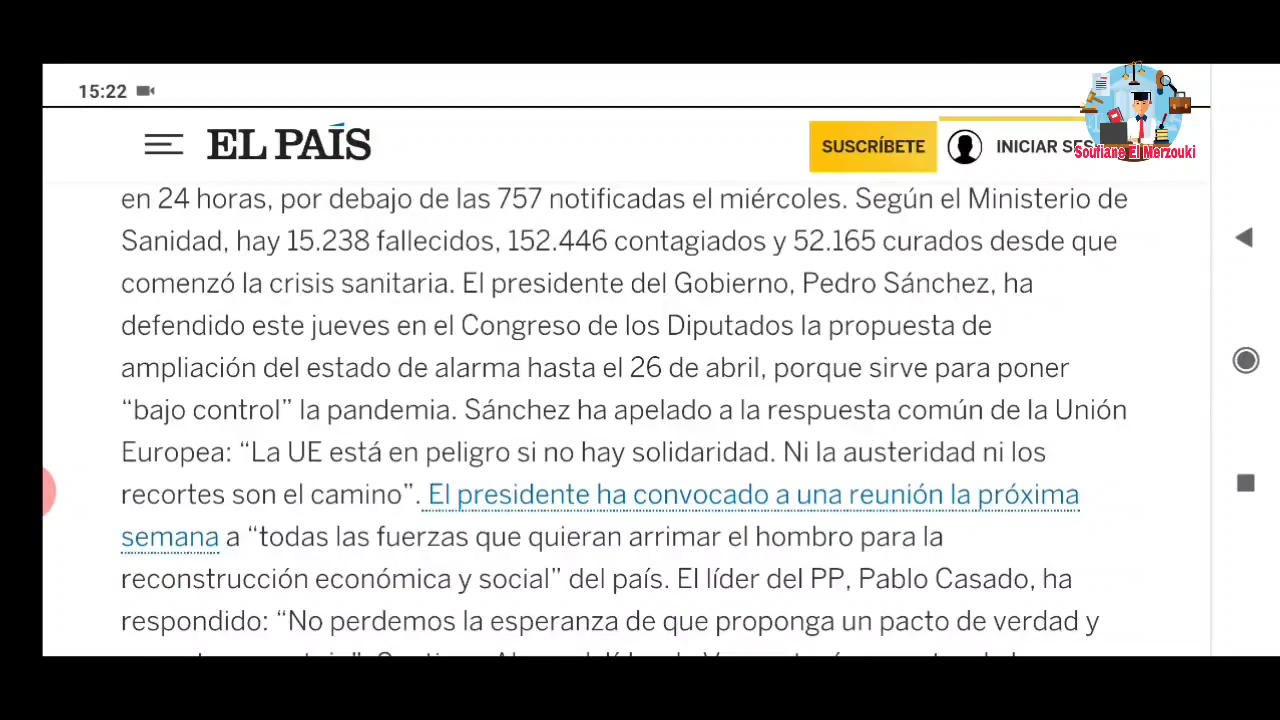 15:22
EL PAÍS
SUSCRÍBETE
INICIAR SES
Soufiane El Merzouki
en 24 horas, por debajo de las 757 notificadas el miércoles. Según el Ministerio de
Sanidad, hay 15.238 fallecidos, 152.446 contagiados y 52.165 curados desde que
comenzó la crisis sanitaria. El presidente del Gobierno, Pedro Sánchez, ha
defendido este jueves en el Congreso de los Diputados la propuesta de
ampliación del estado de alarma hasta el 26 de abril, porque sirve para poner
“bajo control” la pandemia. Sánchez ha apelado a la respuesta común de la Unión
Europea: “La UE está en peligro si no hay solidaridad. Ni la austeridad ni los
recortes son el camino”. El presidente ha convocado a una reunión la próxima
semana a “todas las fuerzas que quieran arrimar el hombro para la
reconstrucción económica y social” del país. El líder del PP, Pablo Casado, ha
respondido: “No perdemos la esperanza de que proponga un pacto de verdad y